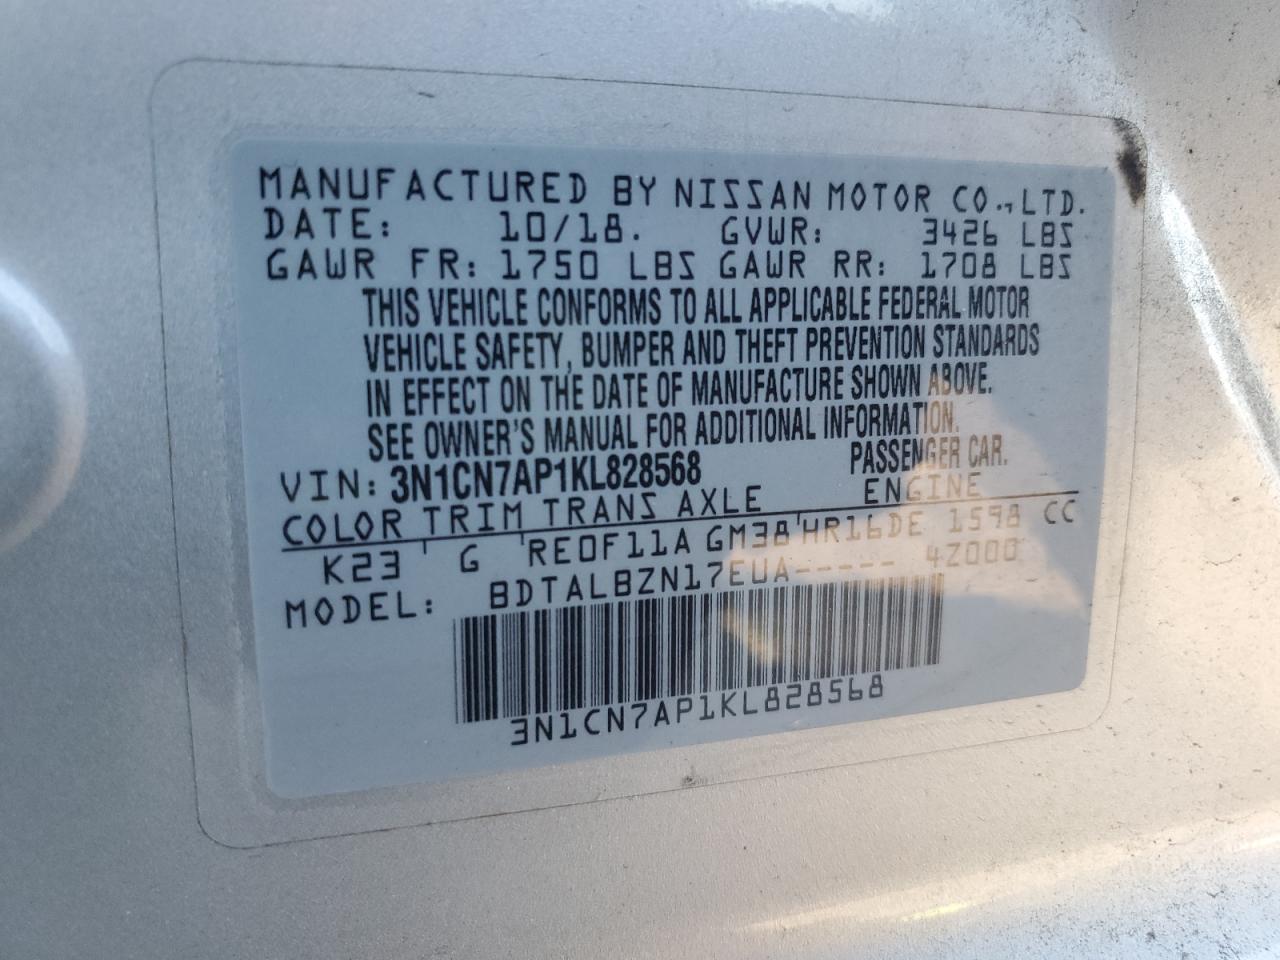 MANUFACTURED BY NISSAN MOTOR CO., LTD.
DATE: 10/18. GVWR: 3426 LBS
GAWR FR: 1750 LBS GAWR RR: 1708 LBS
THIS VEHICLE CONFORMS TO ALL APPLICABLE FEDERAL MOTOR
VEHICLE SAFETY, BUMPER AND THEFT PREVENTION STANDARDS
IN EFFECT ON THE DATE OF MANUFACTURE SHOWN ABOVE.
SEE OWNER'S MANUAL FOR ADDITIONAL INFORMATION.
VIN: 3N1CN7AP1KL828568 PASSENGER CAR.
COLOR TRIM TRANS AXLE ENGINE
K23 G RE0F11A GM38 HR16DE 1598 CC
MODEL: BDTALBZN17EUA----- 4Z000
3N1CN7AP1KL828568